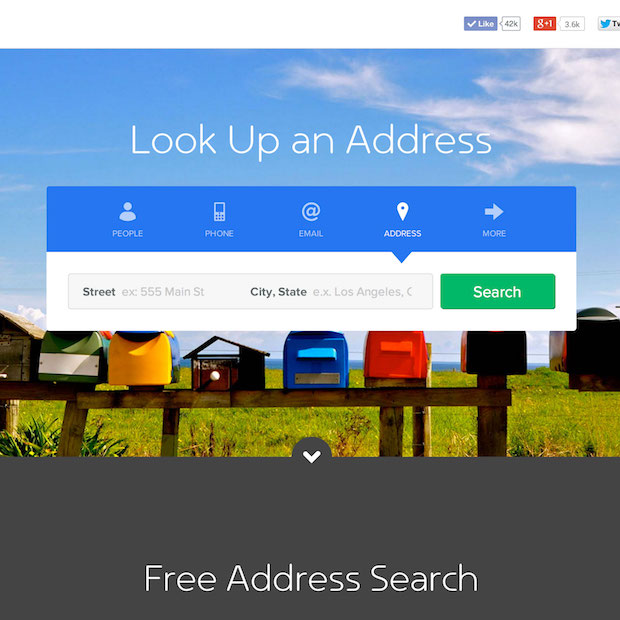 Like 42k g+1 3.6k Tw
Look Up an Address
PEOPLE PHONE @ EMAIL ADDRESS MORE
Street ex: 555 Main St City, State e.x. Los Angeles, C Search
Free Address Search